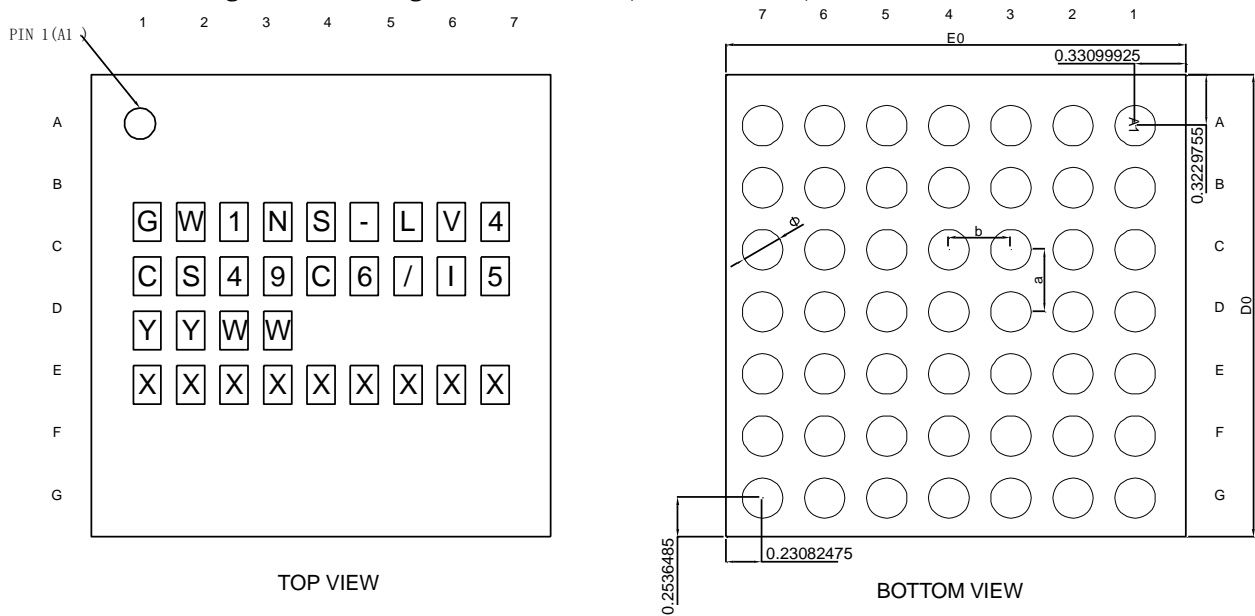 1 2 3 4 5 6 7
7 6 5 4 3 2 1
PIN 1(A1 )
E0
0.33099925
A
A1
A
0.3229755
B
B
G W 1 N S - L V 4
Φ
b
C
C
C S 4 9 C 6 / I 5
a
D
D
D0
Y Y W W
E
E
X X X X X X X X X
F
F
G
G
0.2536485
0.23082475
TOP VIEW
BOTTOM VIEW